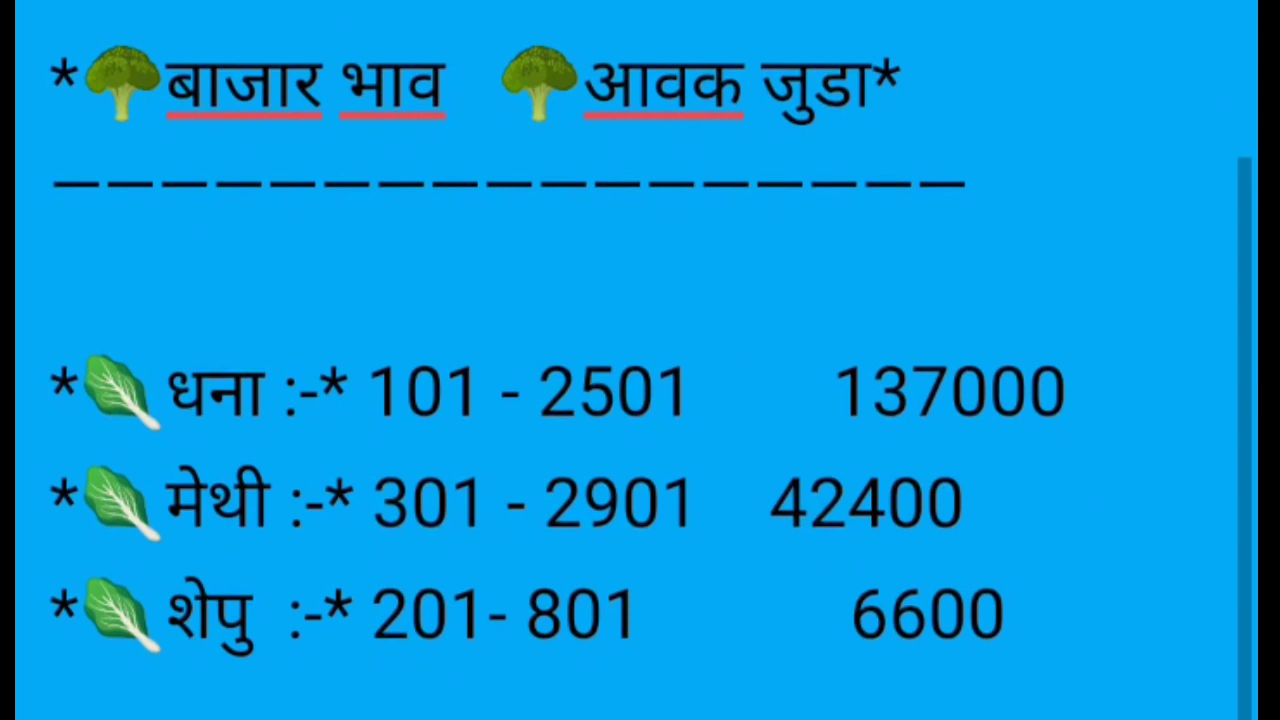 *🥦बाजार भाव 🥦आवक जुडा*
—————————————————
*🥬धना :-* 101 - 2501 137000
*🥬मेथी :-* 301 - 2901 42400
*🥬शेपु :-* 201- 801 6600